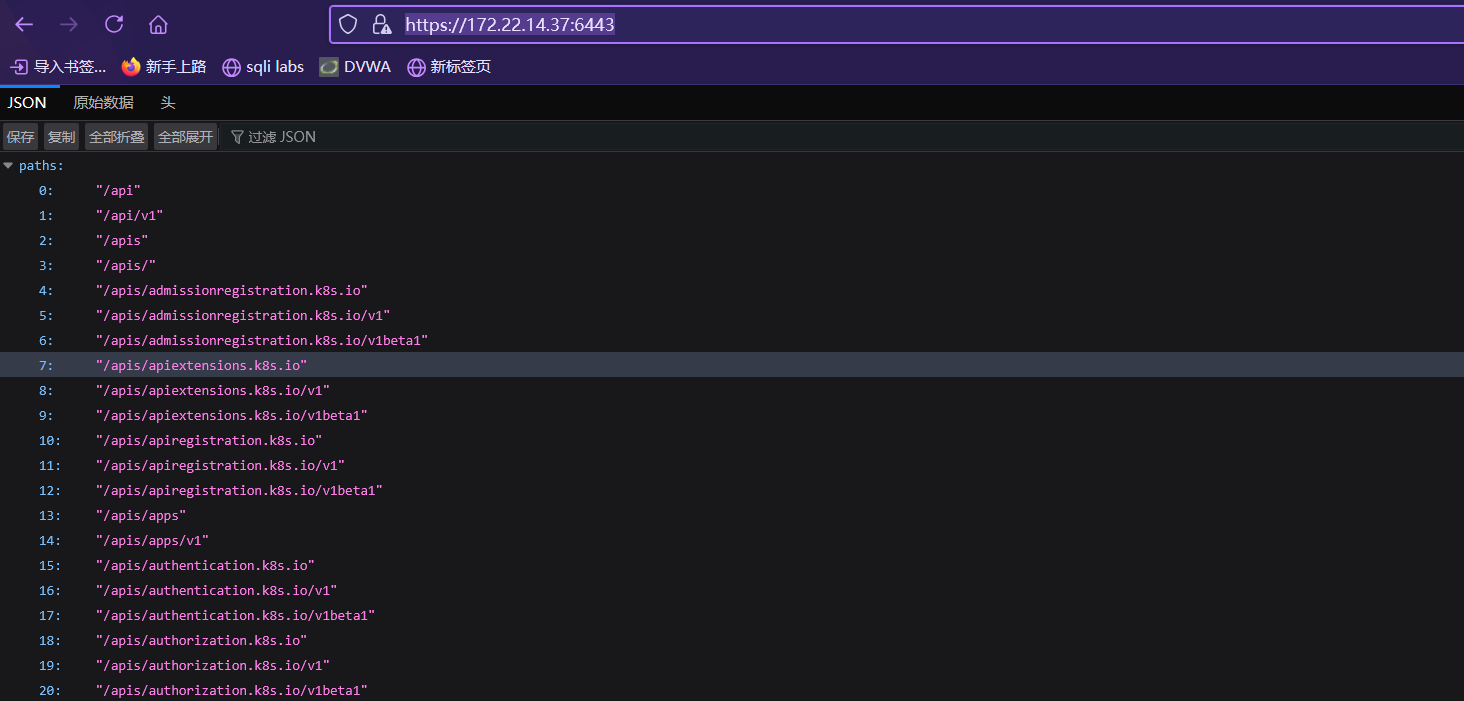 https://172.22.14.37:6443
导入书签... 新手上路 sqli labs DVWA 新标签页
JSON 原始数据 头
保存 复制 全部折叠 全部展开 过滤 JSON
paths:
0: "/api"
1: "/api/v1"
2: "/apis"
3: "/apis/"
4: "/apis/admissionregistration.k8s.io"
5: "/apis/admissionregistration.k8s.io/v1"
6: "/apis/admissionregistration.k8s.io/v1beta1"
7: "/apis/apiextensions.k8s.io"
8: "/apis/apiextensions.k8s.io/v1"
9: "/apis/apiextensions.k8s.io/v1beta1"
10: "/apis/apiregistration.k8s.io"
11: "/apis/apiregistration.k8s.io/v1"
12: "/apis/apiregistration.k8s.io/v1beta1"
13: "/apis/apps"
14: "/apis/apps/v1"
15: "/apis/authentication.k8s.io"
16: "/apis/authentication.k8s.io/v1"
17: "/apis/authentication.k8s.io/v1beta1"
18: "/apis/authorization.k8s.io"
19: "/apis/authorization.k8s.io/v1"
20: "/apis/authorization.k8s.io/v1beta1"